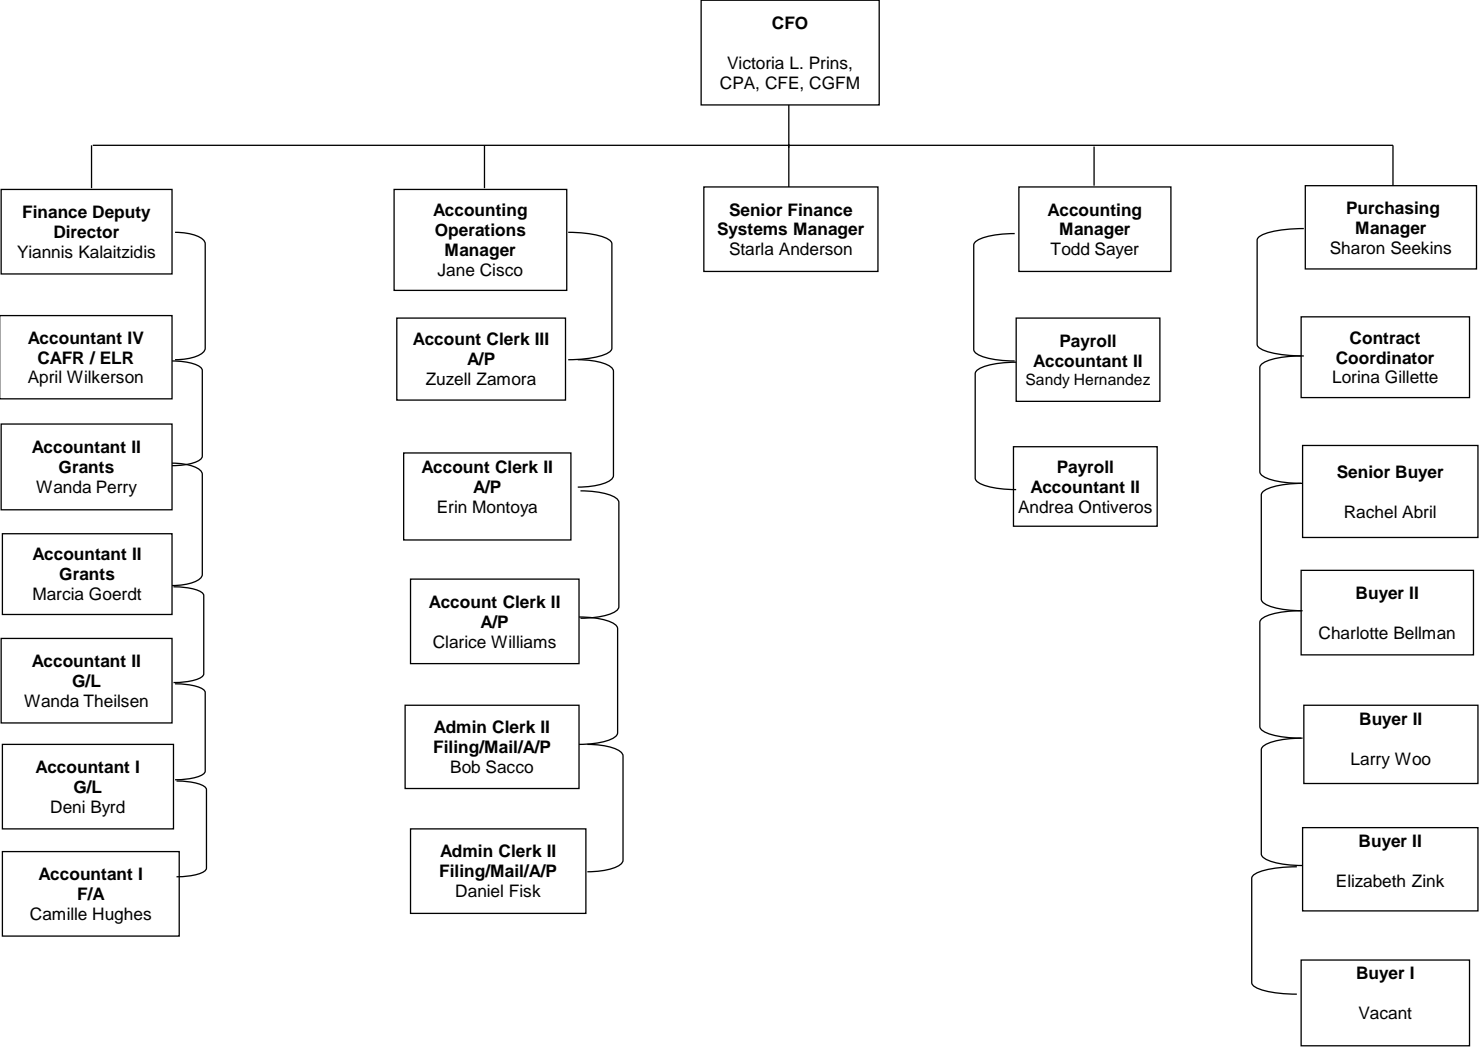 CFO
Victoria L. Prins,
CPA, CFE, CGFM
Finance Deputy
Director
Yiannis Kalaitzidis
Accountant IV
CAFR / ELR
April Wilkerson
Accountant II
Grants
Wanda Perry
Accountant II
Grants
Marcia Goerdt
Accountant II
G/L
Wanda Theilsen
Accountant I
G/L
Deni Byrd
Accountant I
F/A
Camille Hughes
Accounting
Operations
Manager
Jane Cisco
Account Clerk III
A/P
Zuzell Zamora
Account Clerk II
A/P
Erin Montoya
Account Clerk II
A/P
Clarice Williams
Admin Clerk II
Filing/Mail/A/P
Bob Sacco
Admin Clerk II
Filing/Mail/A/P
Daniel Fisk
Senior Finance
Systems Manager
Starla Anderson
Accounting
Manager
Todd Sayer
Payroll
Accountant II
Sandy Hernandez
Payroll
Accountant II
Andrea Ontiveros
Purchasing
Manager
Sharon Seekins
Contract
Coordinator
Lorina Gillette
Senior Buyer
Rachel Abril
Buyer II
Charlotte Bellman
Buyer II
Larry Woo
Buyer II
Elizabeth Zink
Buyer I
Vacant